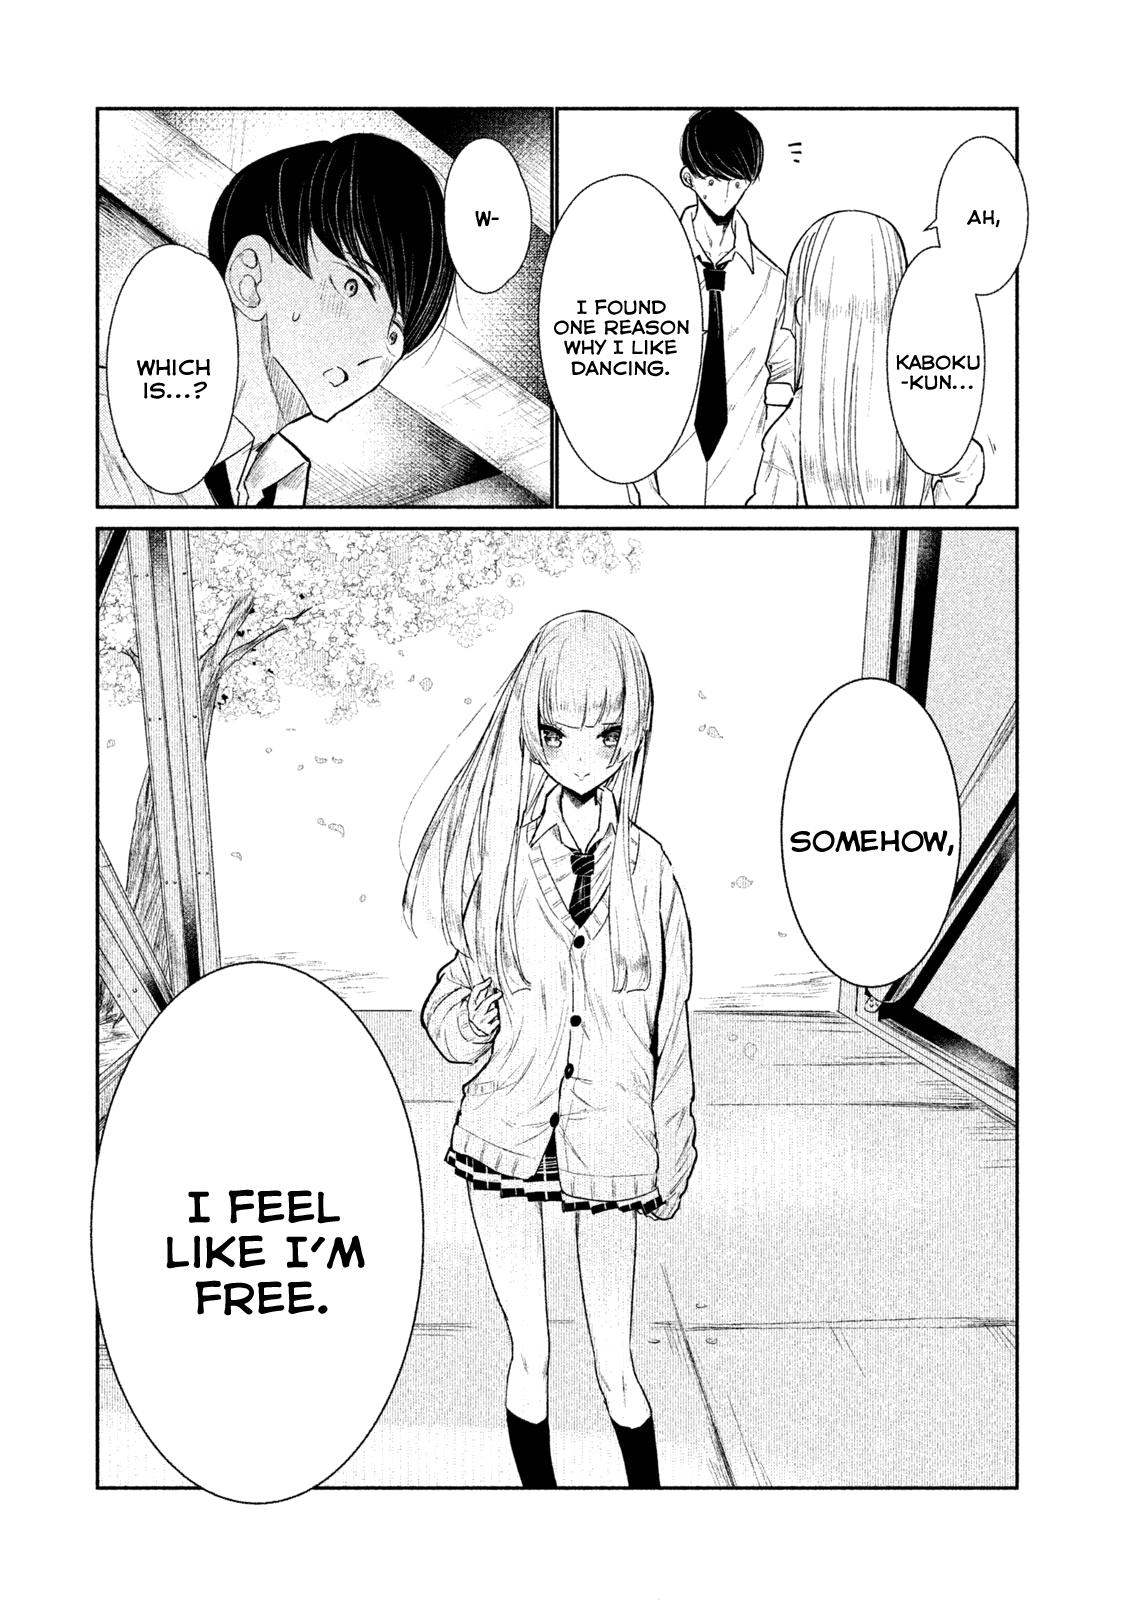 AH,
KABOKU
-KUN...
I FOUND
ONE REASON
WHY I LIKE
DANCING.
W-
WHICH
IS...?
SOMEHOW,
I FEEL
LIKE I'M
FREE.